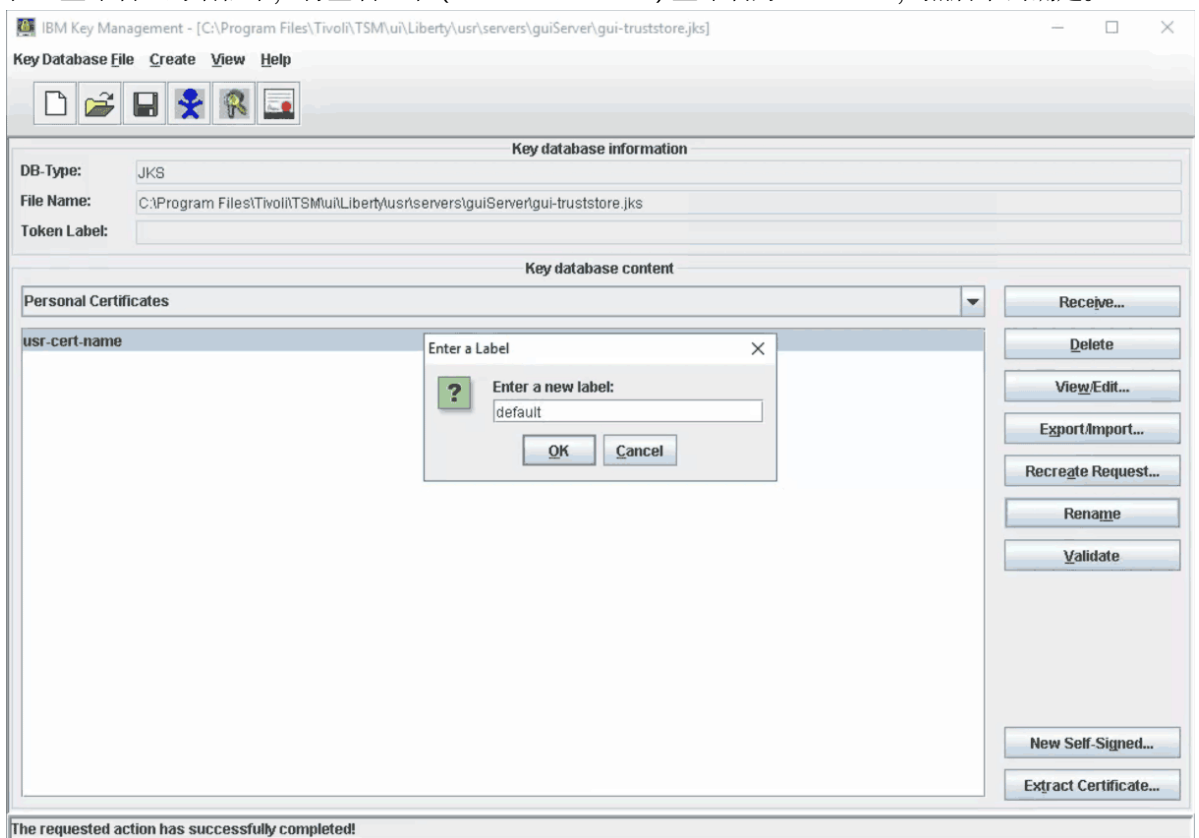 IBM Key Management - [C:\Program Files\Tivoli\TSM\ui\Liberty\usr\servers\guiServer\gui-truststore.jks]
Key Database File Create View Help
Key database information
DB-Type: JKS
File Name: C:\Program Files\Tivoli\TSM\ui\Liberty\usr\servers\guiServer\gui-truststore.jks
Token Label:
Key database content
Personal Certificates
Receive...
usr-cert-name
Delete
Enter a Label
Enter a new label:
default
OK Cancel
View/Edit...
Export/Import...
Recreate Request...
Rename
Validate
New Self-Signed...
Extract Certificate...
The requested action has successfully completed!